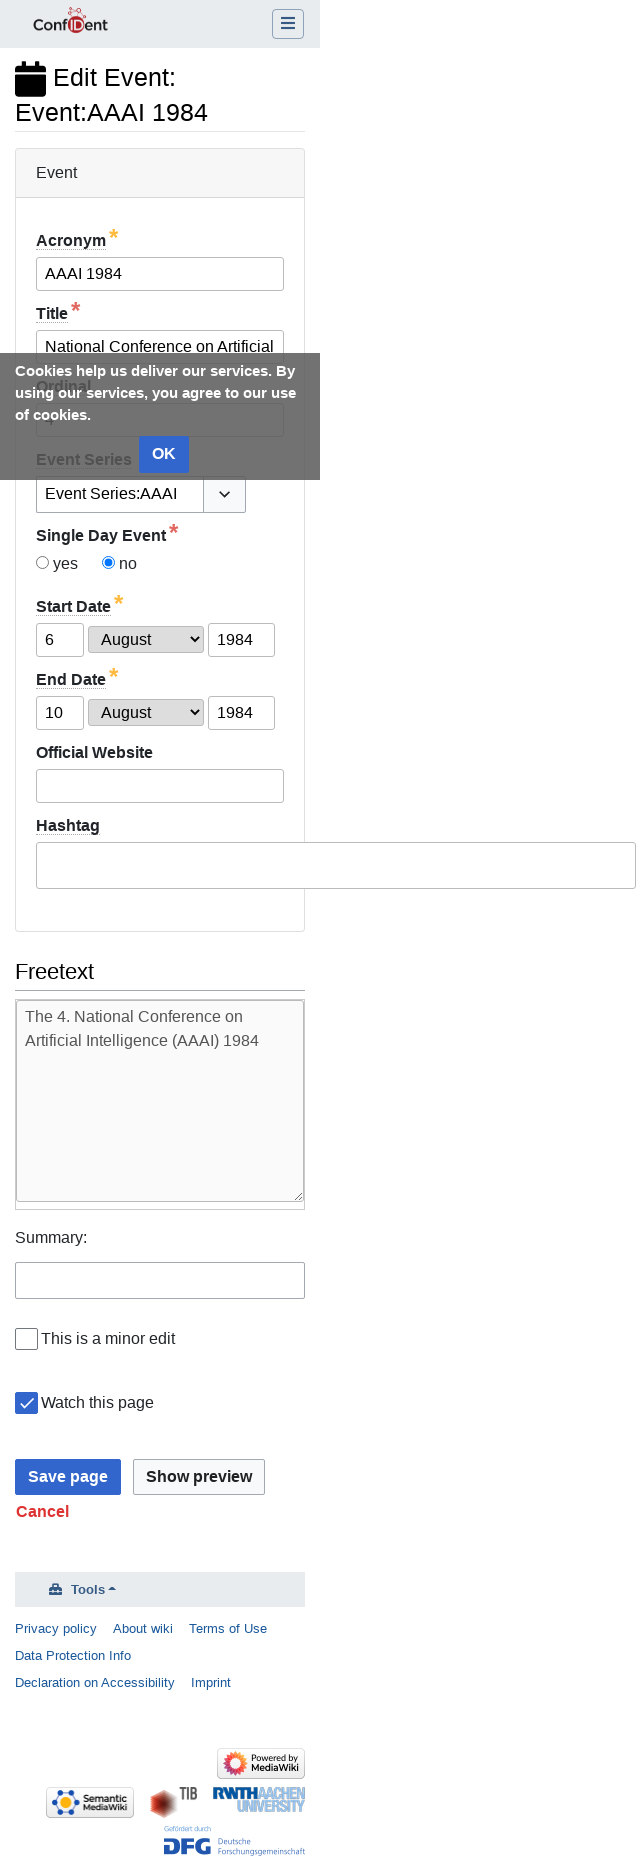 ConfIDent
Edit Event:
Event:AAAI 1984
Event
Acronym *
AAAI 1984
Title *
National Conference on Artificial
Cookies help us deliver our services. By
using our services, you agree to our use
of cookies.
OK
Ordinal
4
Event Series
Event Series:AAAI
Single Day Event *
yes no
Start Date *
6 August 1984
End Date *
10 August 1984
Official Website
Hashtag
Freetext
The 4. National Conference on
Artificial Intelligence (AAAI) 1984
Summary:
This is a minor edit
Watch this page
Save page Show preview
Cancel
Tools
Privacy policy About wiki Terms of Use
Data Protection Info
Declaration on Accessibility Imprint
Powered by
MediaWiki
Semantic
MediaWiki
TIB
RWTH AACHEN
UNIVERSITY
Gefördert durch
DFG Deutsche
Forschungsgemeinschaft